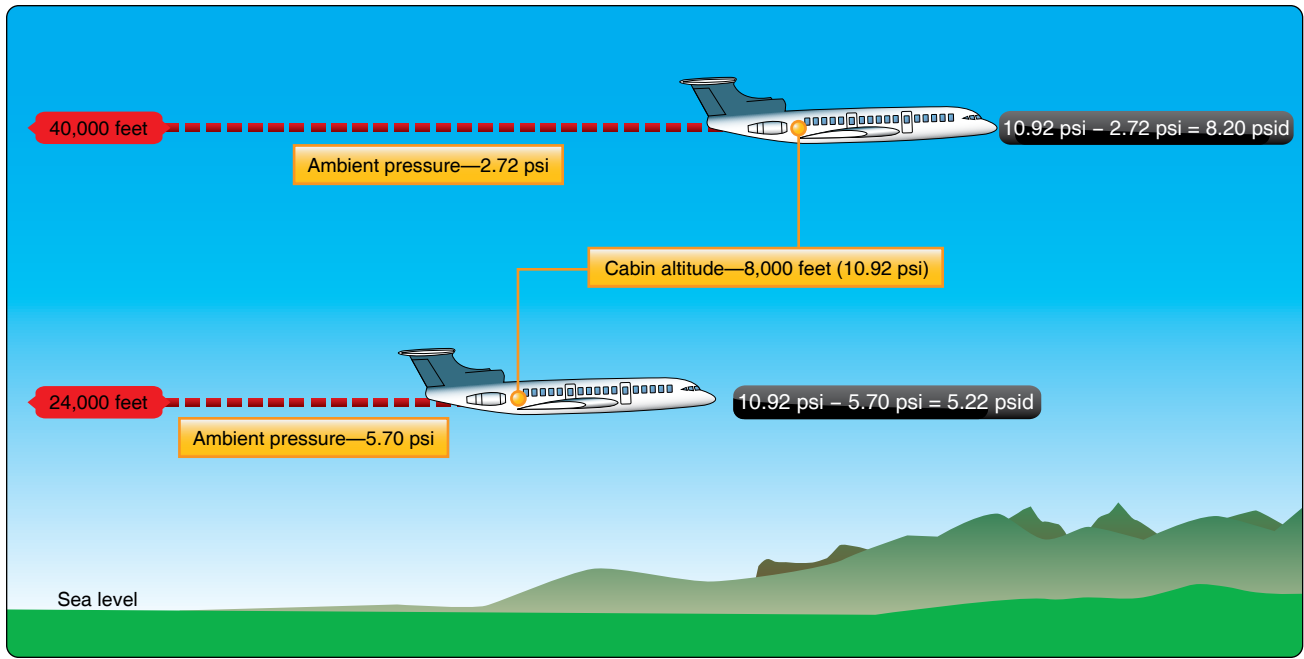 40,000 feet
10.92 psi − 2.72 psi = 8.20 psid
Ambient pressure—2.72 psi
Cabin altitude—8,000 feet (10.92 psi)
24,000 feet
10.92 psi − 5.70 psi = 5.22 psid
Ambient pressure—5.70 psi
Sea level